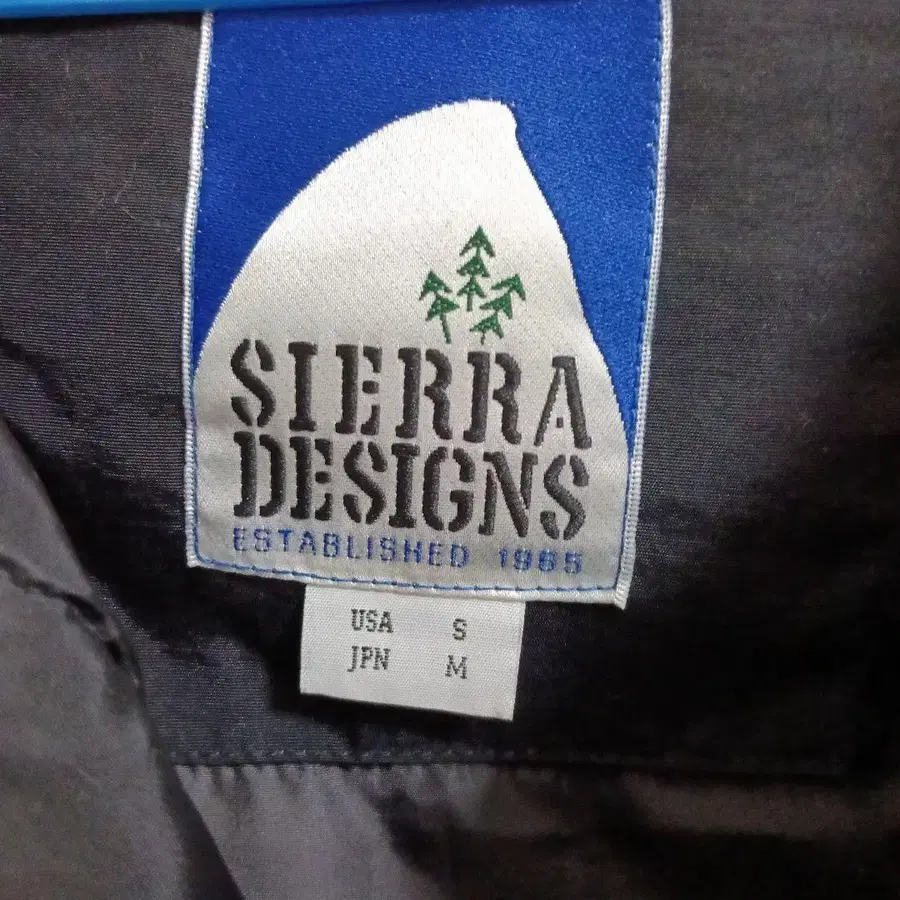 SIERRA
DESIGNS
ESTABLISHED 1965
USA S
JPN M